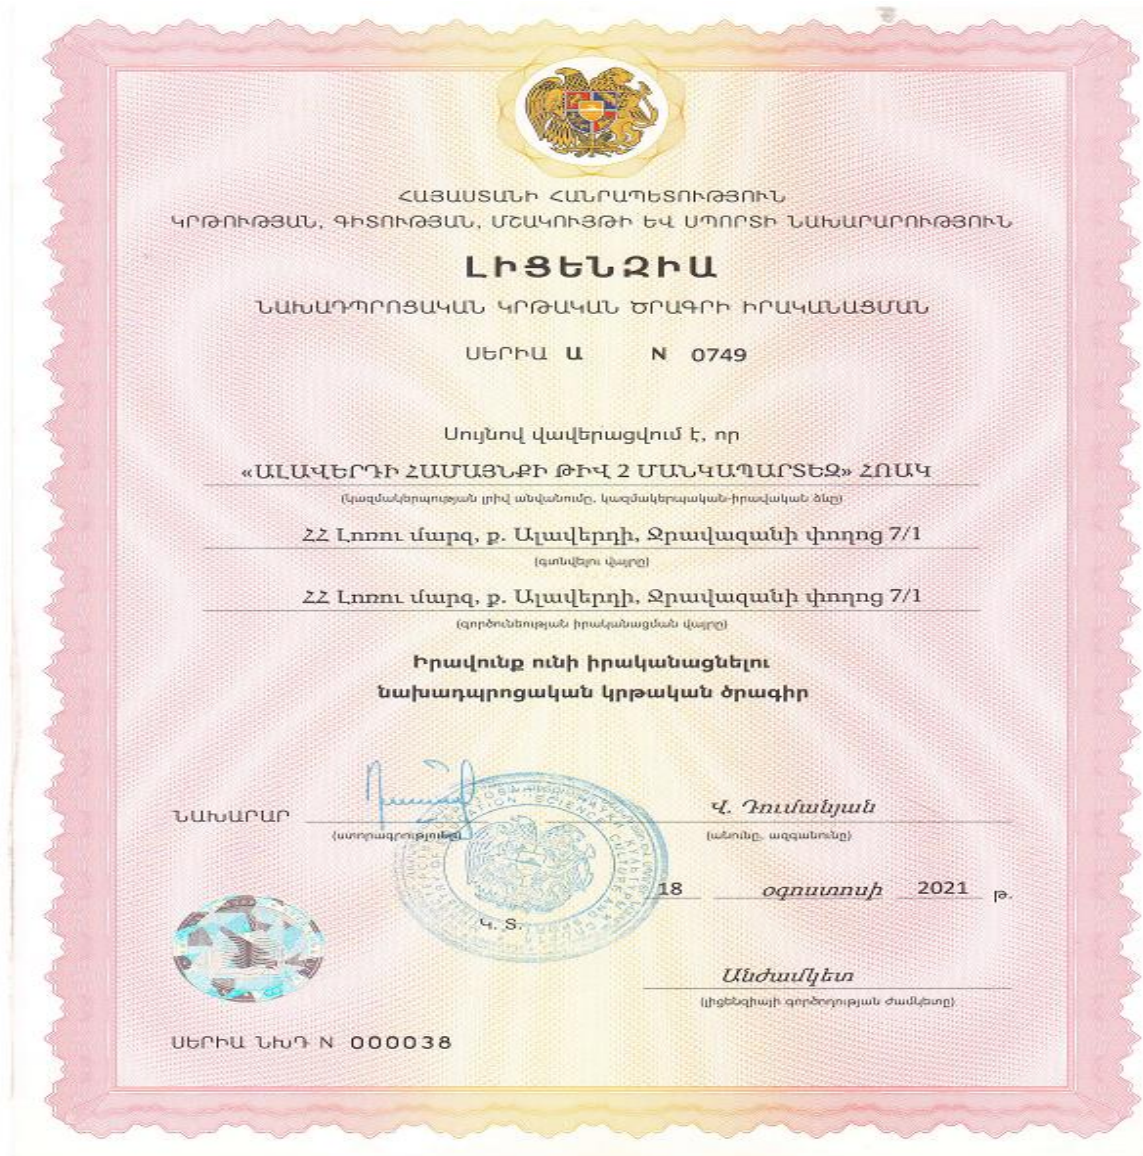 ՀԱՅԱՍՏԱՆԻ ՀԱՆՐԱՊԵՏՈՒԹՅՈՒՆ
ԿՐԹՈՒԹՅԱՆ, ԳԻՏՈՒԹՅԱՆ, ՄՇԱԿՈՒՅԹԻ ԵՎ ՍՊՈՐՏԻ ՆԱԽԱՐԱՐՈՒԹՅՈՒՆ
ԼԻՑԵՆԶԻԱ
ՆԱԽԱԴՊՐՈՑԱԿԱՆ ԿՐԹԱԿԱՆ ԾՐԱԳՐԻ ԻՐԱԿԱՆԱՑՄԱՆ
ՍԵՐԻԱ Ա N 0749
Սույնով վավերացվում է, որ
«ԱԼԱՎԵՐԴԻ ՀԱՄԱՅՆՔԻ ԹԻՎ 2 ՄԱՆԿԱՊԱՐՏԵԶ» ՀՈԱԿ
(կազմակերպության լրիվ անվանումը, կազմակերպական-իրավական ձևը)
ՀՀ Լոռու մարզ, ք. Ալավերդի, Ջրավազանի փողոց 7/1
(գտնվելու վայրը)
ՀՀ Լոռու մարզ, ք. Ալավերդի, Ջրավազանի փողոց 7/1
(գործունեության իրականացման վայրը)
Իրավունք ունի իրականացնելու
նախադպրոցական կրթական ծրագիր
ՆԱԽԱՐԱՐ
(ստորագրությունը)
Վ. Դումանյան
(անունը, ազգանունը)
SCIENCE CULTURE AND
18 օգոստոսի 2021 թ.
Կ. Տ.
Անժամկետ
(լիցենզիայի գործողության ժամկետը)
ՍԵՐԻԱ ՆԽԴ N 000038